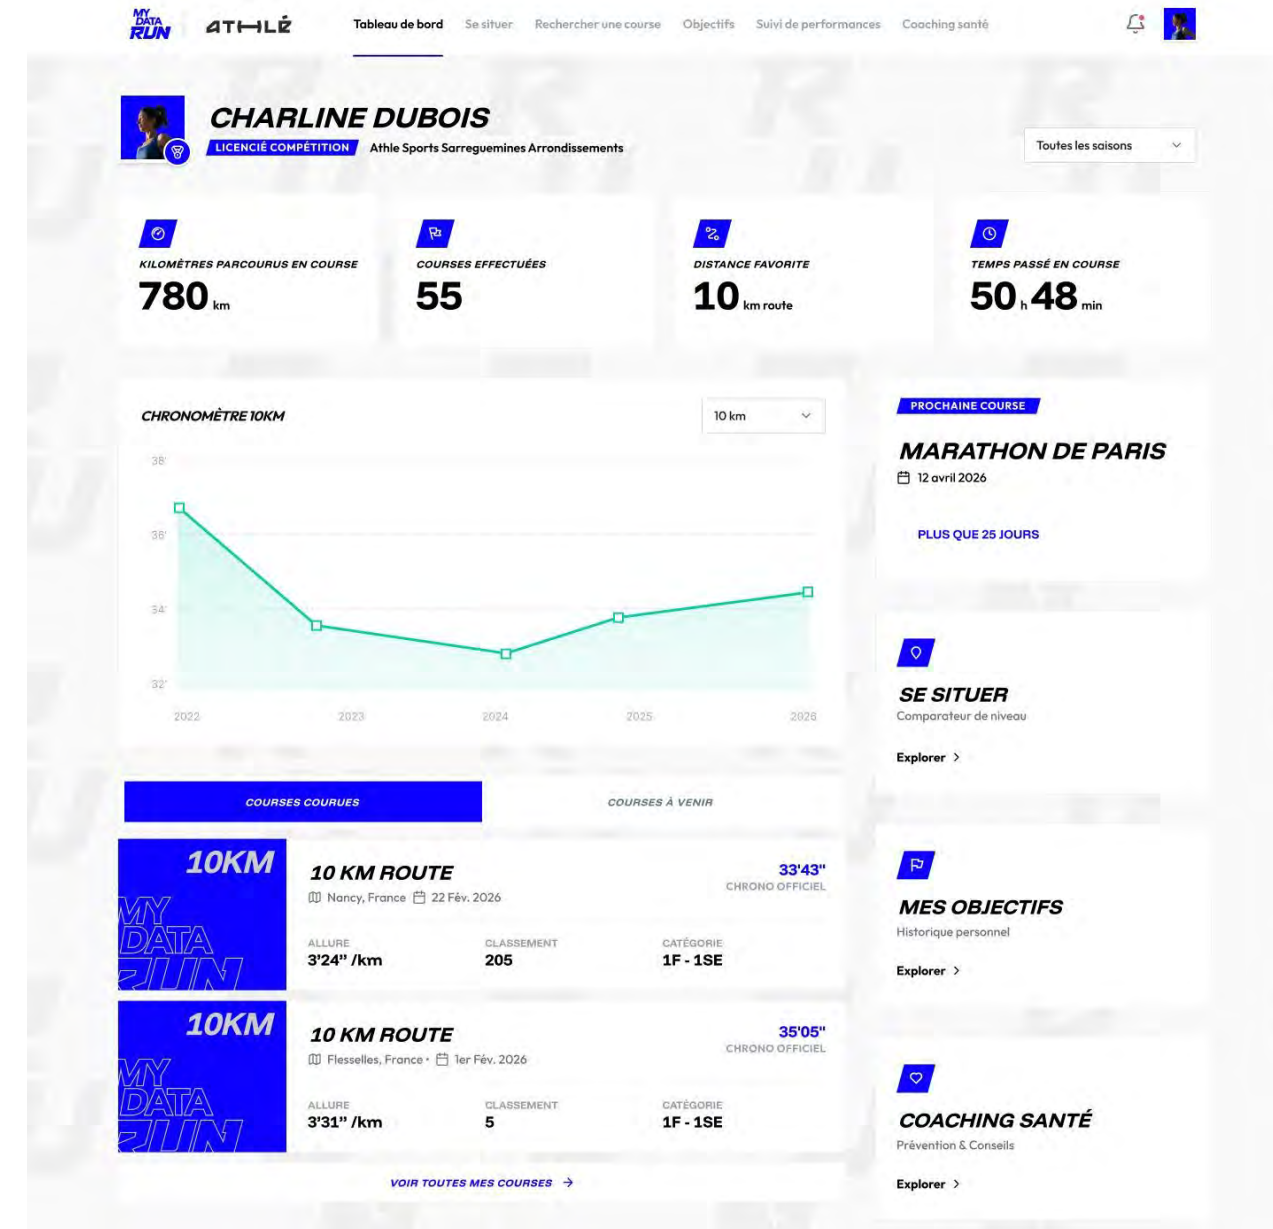 MY DATA RUN ATHLÉ Tableau de bord Se situer Rechercher une course Objectifs Suivi de performances Coaching santé
CHARLINE DUBOIS
LICENCIÉ COMPÉTITION Athle Sports Sarreguemines Arrondissements
Toutes les saisons
KILOMÈTRES PARCOURUS EN COURSE
780 km
COURSES EFFECTUÉES
55
DISTANCE FAVORITE
10 km route
TEMPS PASSÉ EN COURSE
50 h 48 min
CHRONOMÈTRE 10KM
10 km
38'
36'
34'
32'
2022 2023 2024 2025 2026
PROCHAINE COURSE
MARATHON DE PARIS
12 avril 2026
PLUS QUE 25 JOURS
SE SITUER
Comparateur de niveau
Explorer >
MES OBJECTIFS
Historique personnel
Explorer >
COACHING SANTÉ
Prévention & Conseils
Explorer >
COURSES COURUES COURSES À VENIR
10KM
MY
DATA
RUN
10 KM ROUTE
Nancy, France 22 Fév. 2026
33'43"
CHRONO OFFICIEL
ALLURE CLASSEMENT CATÉGORIE
3'24” /km 205 1F - 1SE
10KM
MY
DATA
RUN
10 KM ROUTE
Flesselles, France • 1er Fév. 2026
35'05"
CHRONO OFFICIEL
ALLURE CLASSEMENT CATÉGORIE
3'31” /km 5 1F - 1SE
VOIR TOUTES MES COURSES →